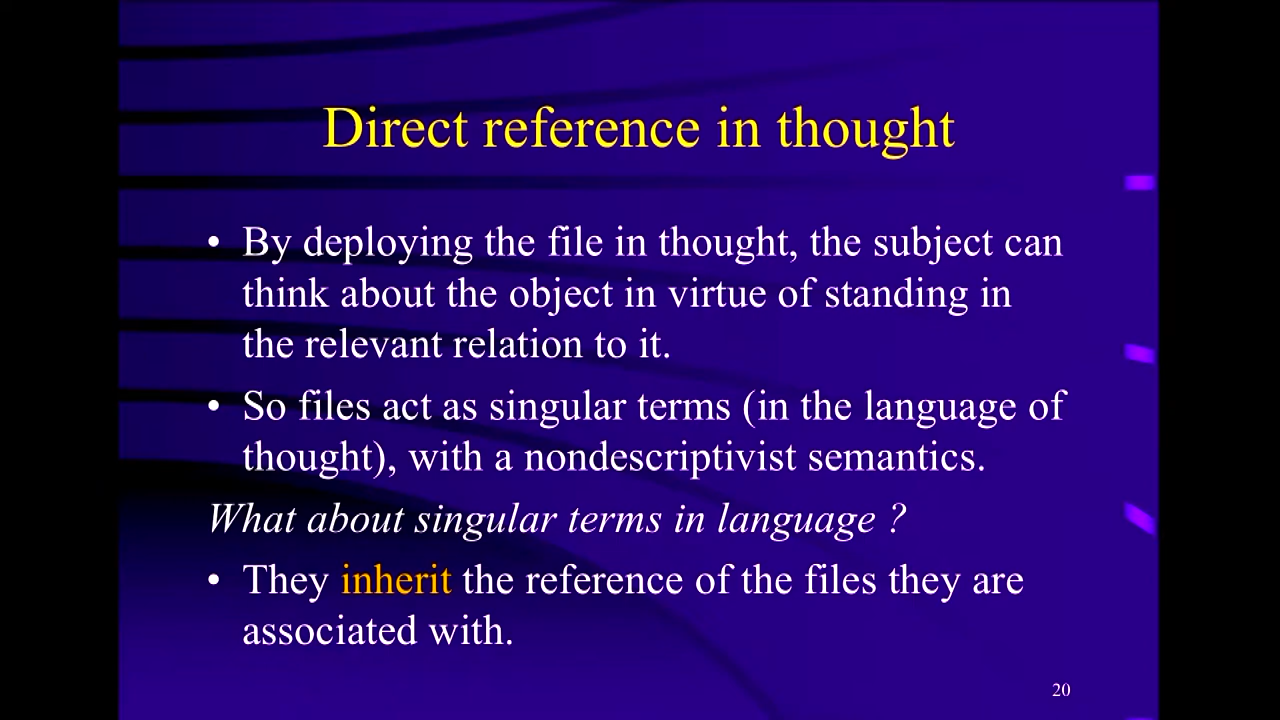 Direct reference in thought
• By deploying the file in thought, the subject can
think about the object in virtue of standing in
the relevant relation to it.
• So files act as singular terms (in the language of
thought), with a nondescriptivist semantics.
What about singular terms in language ?
• They inherit the reference of the files they are
associated with.
20